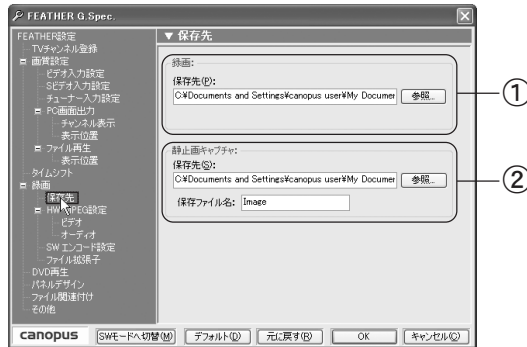 FEATHER G.Spec.
FEATHER設定
TVチャンネル登録
画質設定
ビデオ入力設定
Sビデオ入力設定
チューナー入力設定
PC画面出力
チャンネル表示
表示位置
ファイル再生
表示位置
タイムシフト
録画
保存先
HW MPEG設定
ビデオ
オーディオ
SW エンコード設定
ファイル拡張子
DVD再生
パネルデザイン
ファイル関連付け
その他
▼ 保存先
録画:
保存先(P):
C:¥Documents and Settings¥canopus user¥My Documer
参照...
①
静止画キャプチャ:
保存先(S):
C:¥Documents and Settings¥canopus user¥My Documer
参照...
②
保存ファイル名: Image
canopus
SWモードへ切替(M)
デフォルト(D)
元に戻す(R)
OK
キャンセル(C)